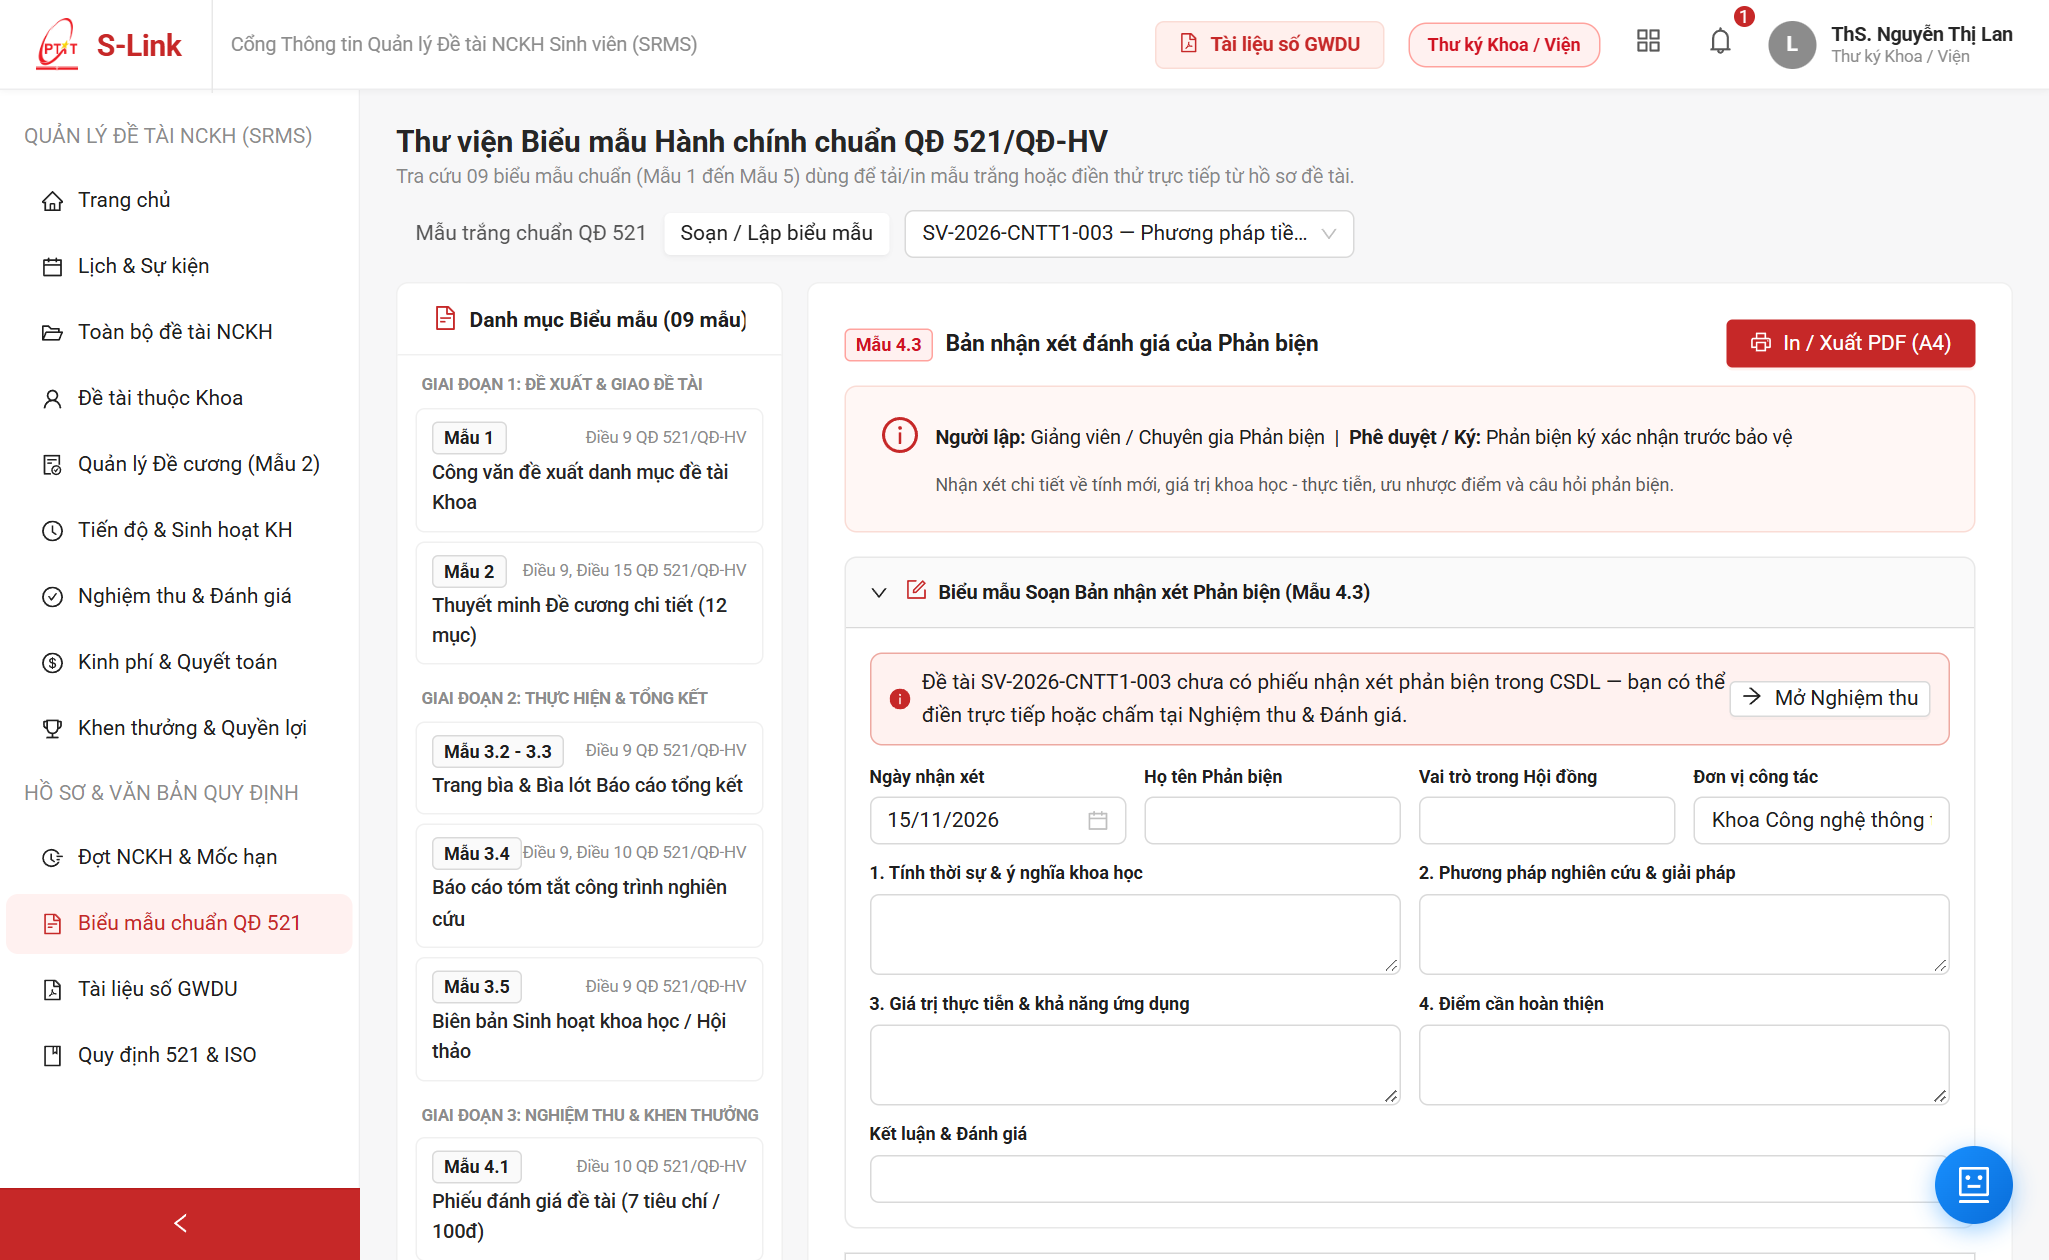 PTIT
S-Link
Cổng Thông tin Quản lý Đề tài NCKH Sinh viên (SRMS)
Tài liệu số GWDU
Thư ký Khoa / Viện
1
L
ThS. Nguyễn Thị Lan
Thư ký Khoa / Viện
QUẢN LÝ ĐỀ TÀI NCKH (SRMS)
Trang chủ
Lịch & Sự kiện
Toàn bộ đề tài NCKH
Đề tài thuộc Khoa
Quản lý Đề cương (Mẫu 2)
Tiến độ & Sinh hoạt KH
Nghiệm thu & Đánh giá
Kinh phí & Quyết toán
Khen thưởng & Quyền lợi
HỒ SƠ & VĂN BẢN QUY ĐỊNH
Đợt NCKH & Mốc hạn
Biểu mẫu chuẩn QĐ 521
Tài liệu số GWDU
Quy định 521 & ISO
Thư viện Biểu mẫu Hành chính chuẩn QĐ 521/QĐ-HV
Tra cứu 09 biểu mẫu chuẩn (Mẫu 1 đến Mẫu 5) dùng để tải/in mẫu trắng hoặc điền thử trực tiếp từ hồ sơ đề tài.
Mẫu trắng chuẩn QĐ 521
Soạn / Lập biểu mẫu
SV-2026-CNTT1-003 — Phương pháp tiề...
Danh mục Biểu mẫu (09 mẫu)
GIAI ĐOẠN 1: ĐỀ XUẤT & GIAO ĐỀ TÀI
Mẫu 1
Điều 9 QĐ 521/QĐ-HV
Công văn đề xuất danh mục đề tài
Khoa
Mẫu 2
Điều 9, Điều 15 QĐ 521/QĐ-HV
Thuyết minh Đề cương chi tiết (12
mục)
GIAI ĐOẠN 2: THỰC HIỆN & TỔNG KẾT
Mẫu 3.2 - 3.3
Điều 9 QĐ 521/QĐ-HV
Trang bìa & Bìa lót Báo cáo tổng kết
Mẫu 3.4
Điều 9, Điều 10 QĐ 521/QĐ-HV
Báo cáo tóm tắt công trình nghiên
cứu
Mẫu 3.5
Điều 9 QĐ 521/QĐ-HV
Biên bản Sinh hoạt khoa học / Hội
thảo
GIAI ĐOẠN 3: NGHIỆM THU & KHEN THƯỞNG
Mẫu 4.1
Điều 10 QĐ 521/QĐ-HV
Phiếu đánh giá đề tài (7 tiêu chí /
100đ)
Mẫu 4.3
Bản nhận xét đánh giá của Phản biện
In / Xuất PDF (A4)
Người lập: Giảng viên / Chuyên gia Phản biện | Phê duyệt / Ký: Phản biện ký xác nhận trước bảo vệ
Nhận xét chi tiết về tính mới, giá trị khoa học - thực tiễn, ưu nhược điểm và câu hỏi phản biện.
Biểu mẫu Soạn Bản nhận xét Phản biện (Mẫu 4.3)
Đề tài SV-2026-CNTT1-003 chưa có phiếu nhận xét phản biện trong CSDL — bạn có thể
điền trực tiếp hoặc chấm tại Nghiệm thu & Đánh giá.
Mở Nghiệm thu
Ngày nhận xét
Họ tên Phản biện
Vai trò trong Hội đồng
Đơn vị công tác
15/11/2026
Khoa Công nghệ thông
1. Tính thời sự & ý nghĩa khoa học
2. Phương pháp nghiên cứu & giải pháp
3. Giá trị thực tiễn & khả năng ứng dụng
4. Điểm cần hoàn thiện
Kết luận & Đánh giá